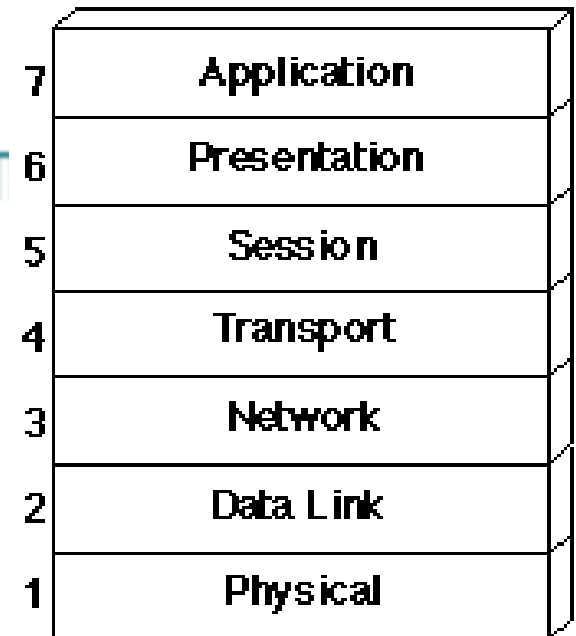 7 Application
6 Presentation
5 Session
4 Transport
3 Network
2 Data Link
1 Physical